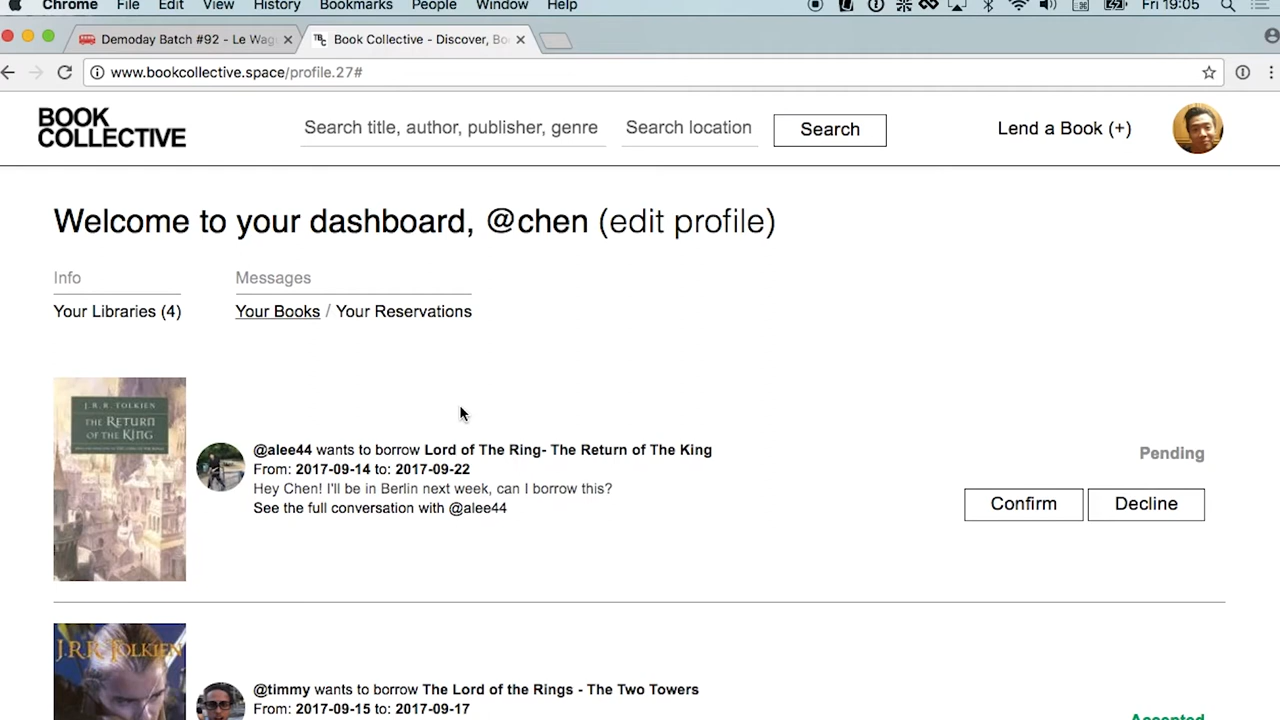 Chrome File Edit View History Bookmarks People Window Help Fri 19:05
Demoday Batch #92 - Le Wag Book Collective - Discover, Bo
www.bookcollective.space/profile.27#
BOOK
COLLECTIVE
Search title, author, publisher, genre Search location Search Lend a Book (+)
Welcome to your dashboard, @chen (edit profile)
Info Messages
Your Libraries (4) Your Books / Your Reservations
J.R.R. TOLKIEN
THE RETURN
OF THE KING
@alee44 wants to borrow Lord of The Ring- The Return of The King
From: 2017-09-14 to: 2017-09-22
Hey Chen! I'll be in Berlin next week, can I borrow this?
See the full conversation with @alee44
Pending
Confirm Decline
J.R.R. TOLKIEN
@timmy wants to borrow The Lord of the Rings - The Two Towers
From: 2017-09-15 to: 2017-09-17
Accepted